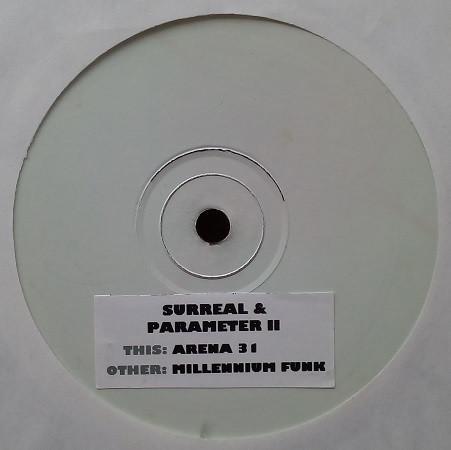 SURREAL &
PARAMETER II
THIS: ARENA 31
OTHER: MILLENNIUM FUNK